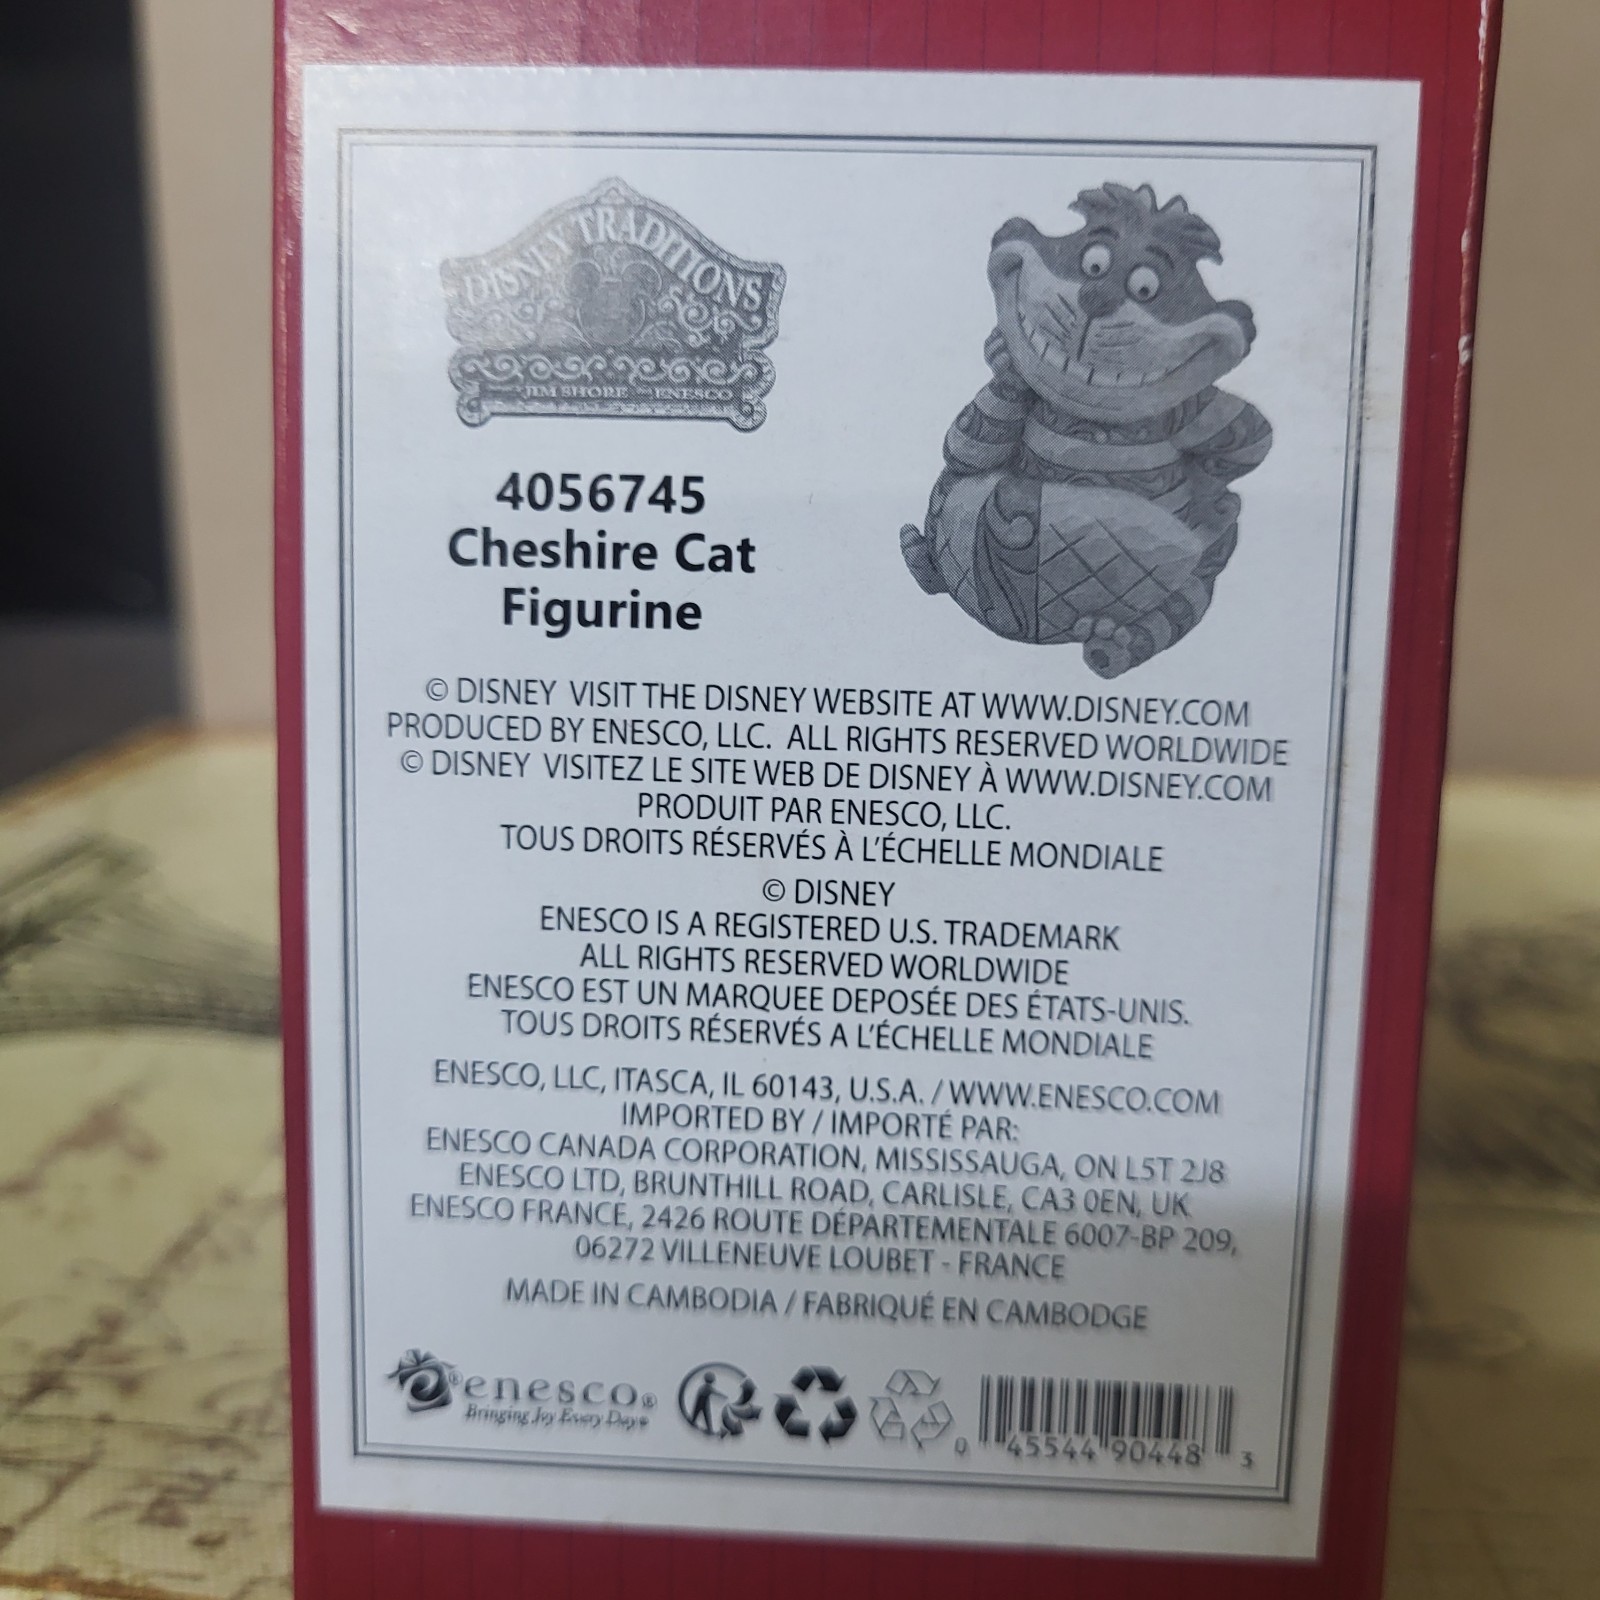 DISNEY TRADITIONS
JIM SHORE ENESCO
4056745
Cheshire Cat
Figurine
© DISNEY VISIT THE DISNEY WEBSITE AT WWW.DISNEY.COM
PRODUCED BY ENESCO, LLC. ALL RIGHTS RESERVED WORLDWIDE
© DISNEY VISITEZ LE SITE WEB DE DISNEY À WWW.DISNEY.COM
PRODUIT PAR ENESCO, LLC.
TOUS DROITS RÉSERVÉS À L'ÉCHELLE MONDIALE
© DISNEY
ENESCO IS A REGISTERED U.S. TRADEMARK
ALL RIGHTS RESERVED WORLDWIDE
ENESCO EST UN MARQUEE DEPOSÉE DES ÉTATS-UNIS.
TOUS DROITS RÉSERVÉS A L'ÉCHELLE MONDIALE
ENESCO, LLC, ITASCA, IL 60143, U.S.A. / WWW.ENESCO.COM
IMPORTED BY / IMPORTÉ PAR:
ENESCO CANADA CORPORATION, MISSISSAUGA, ON L5T 2J8
ENESCO LTD, BRUNTHILL ROAD, CARLISLE, CA3 0EN, UK
ENESCO FRANCE, 2426 ROUTE DÉPARTEMENTALE 6007-BP 209,
06272 VILLENEUVE LOUBET - FRANCE
MADE IN CAMBODIA / FABRIQUÉ EN CAMBODGE
enesco®
Bringing Joy Every Day®
0 45544 90448 3